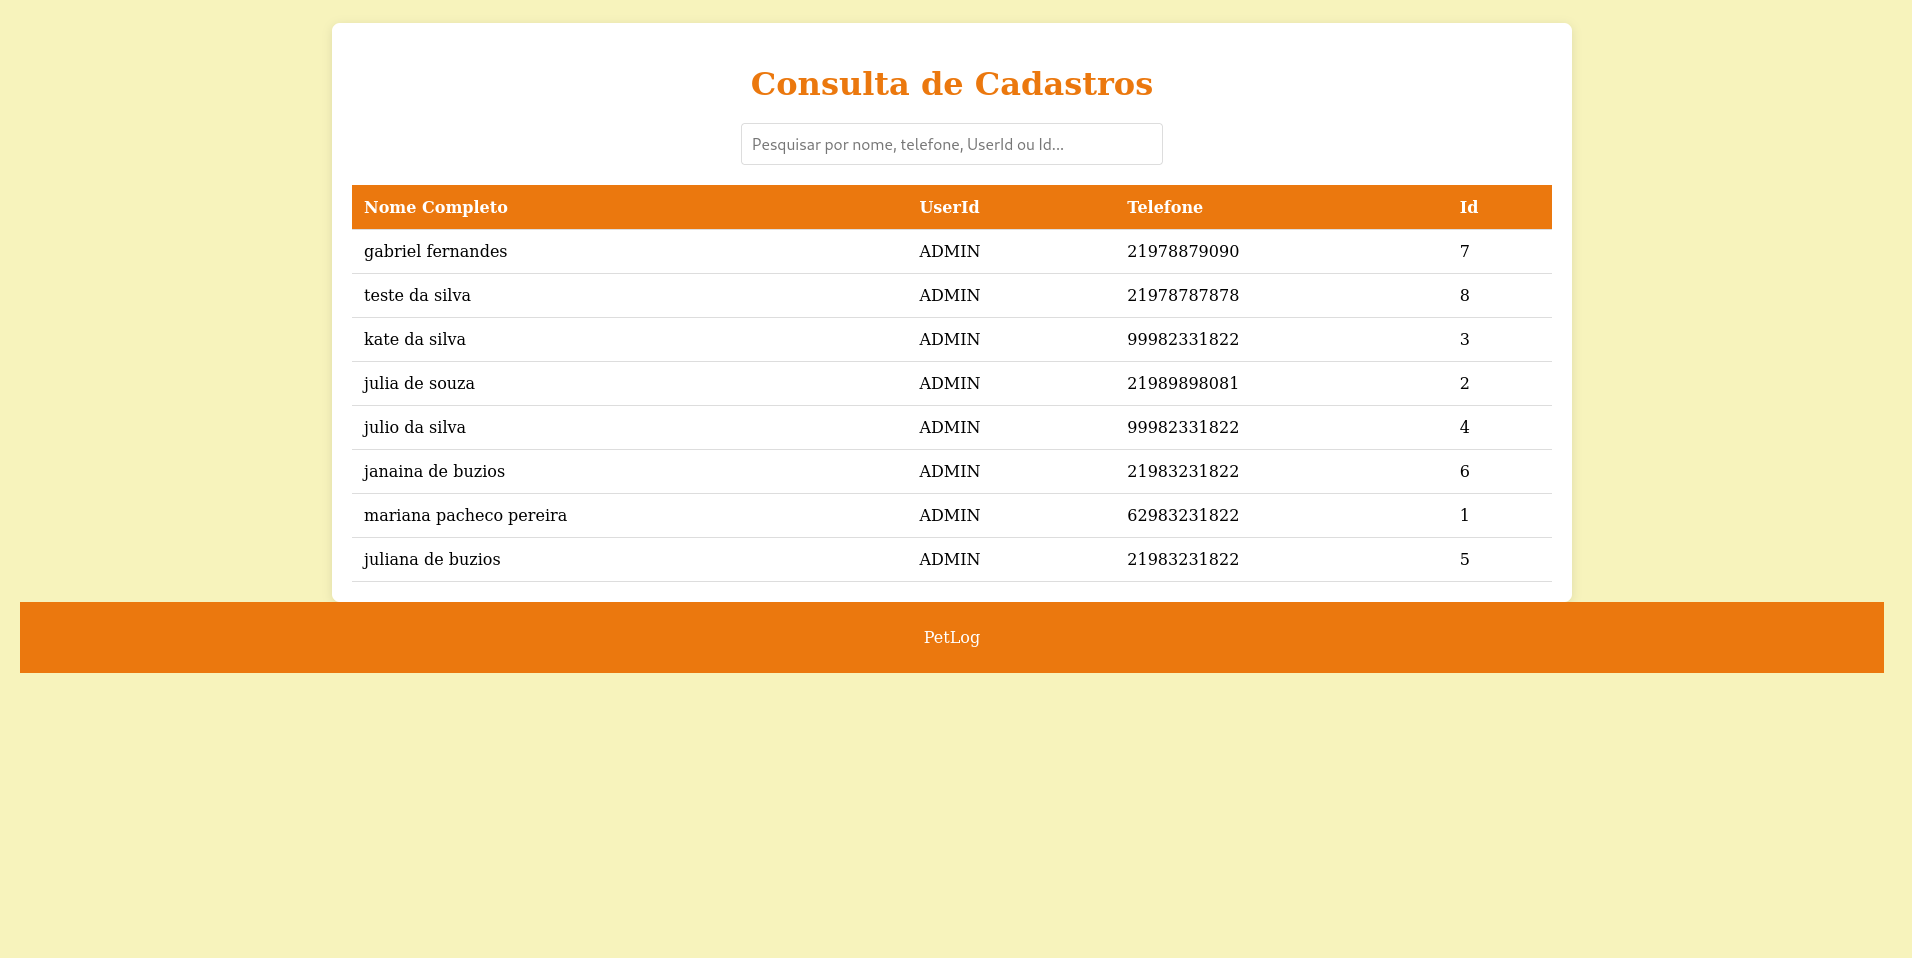 Consulta de Cadastros
Pesquisar por nome, telefone, UserId ou Id...
Nome Completo UserId Telefone Id
gabriel fernandes ADMIN 21978879090 7
teste da silva ADMIN 21978787878 8
kate da silva ADMIN 99982331822 3
julia de souza ADMIN 21989898081 2
julio da silva ADMIN 99982331822 4
janaina de buzios ADMIN 21983231822 6
mariana pacheco pereira ADMIN 62983231822 1
juliana de buzios ADMIN 21983231822 5
PetLog